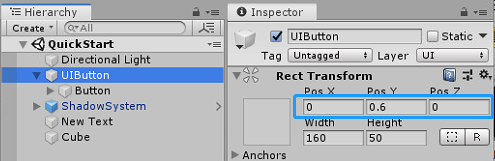 Hierarchy
Create
All
QuickStart
Directional Light
UIButton
Button
ShadowSystem
New Text
Cube
Inspector
UIButton
Static
Tag Untagged Layer UI
Rect Transform
Pos X Pos Y Pos Z
0 0.6 0
Width Height
160 50
R
Anchors